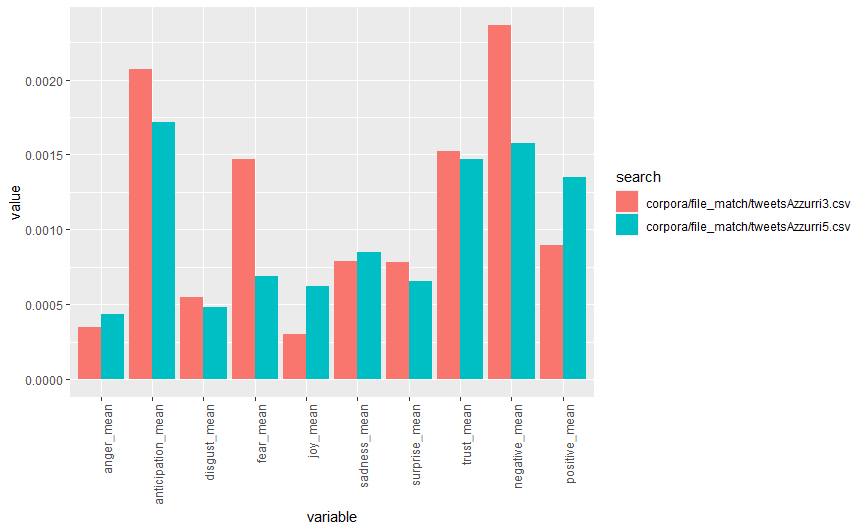 0.0020
0.0015
0.0010
0.0005
0.0000
value
anger_mean
anticipation_mean
disgust_mean
fear_mean
joy_mean
sadness_mean
surprise_mean
trust_mean
negative_mean
positive_mean
variable
search
corpora/file_match/tweetsAzzurri3.csv
corpora/file_match/tweetsAzzurri5.csv